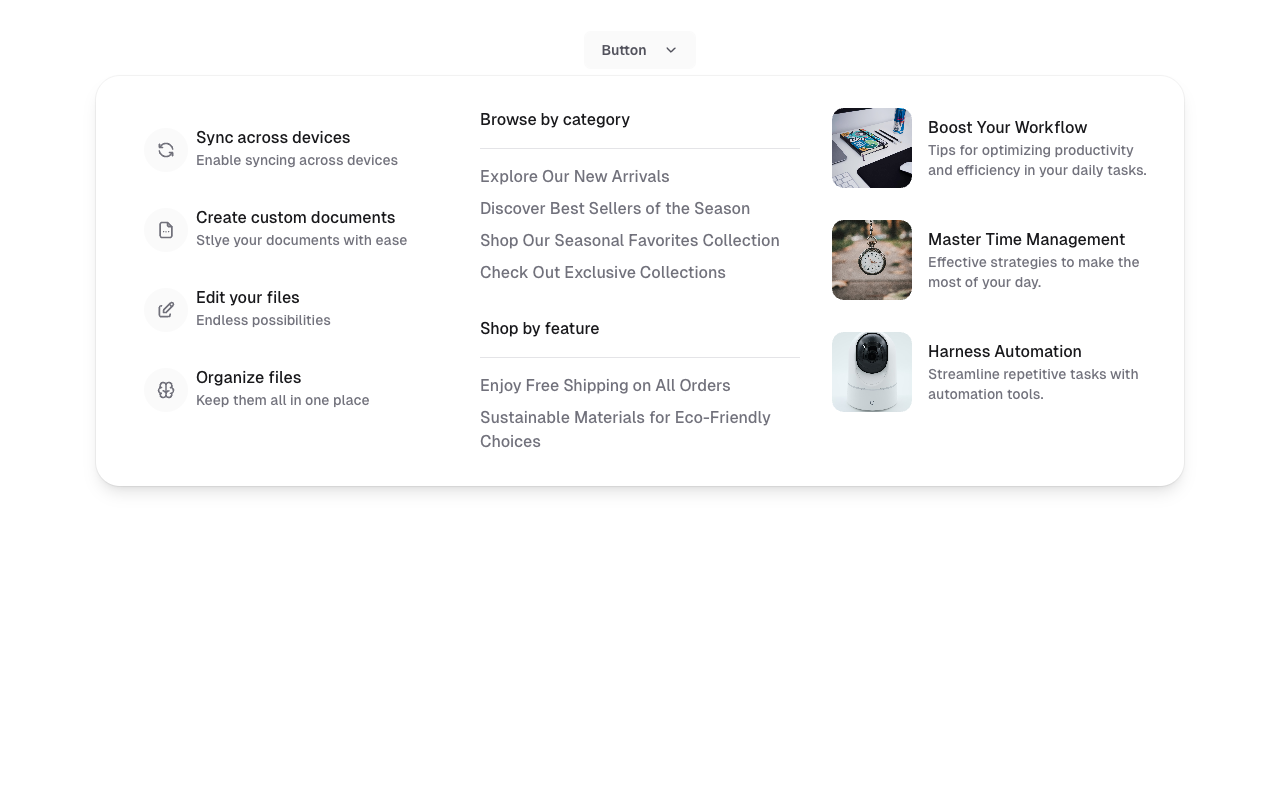 Button
Sync across devices
Enable syncing across devices
Create custom documents
Stlye your documents with ease
Edit your files
Endless possibilities
Organize files
Keep them all in one place
Browse by category
Explore Our New Arrivals
Discover Best Sellers of the Season
Shop Our Seasonal Favorites Collection
Check Out Exclusive Collections
Shop by feature
Enjoy Free Shipping on All Orders
Sustainable Materials for Eco-Friendly
Choices
Boost Your Workflow
Tips for optimizing productivity
and efficiency in your daily tasks.
Master Time Management
Effective strategies to make the
most of your day.
Harness Automation
Streamline repetitive tasks with
automation tools.